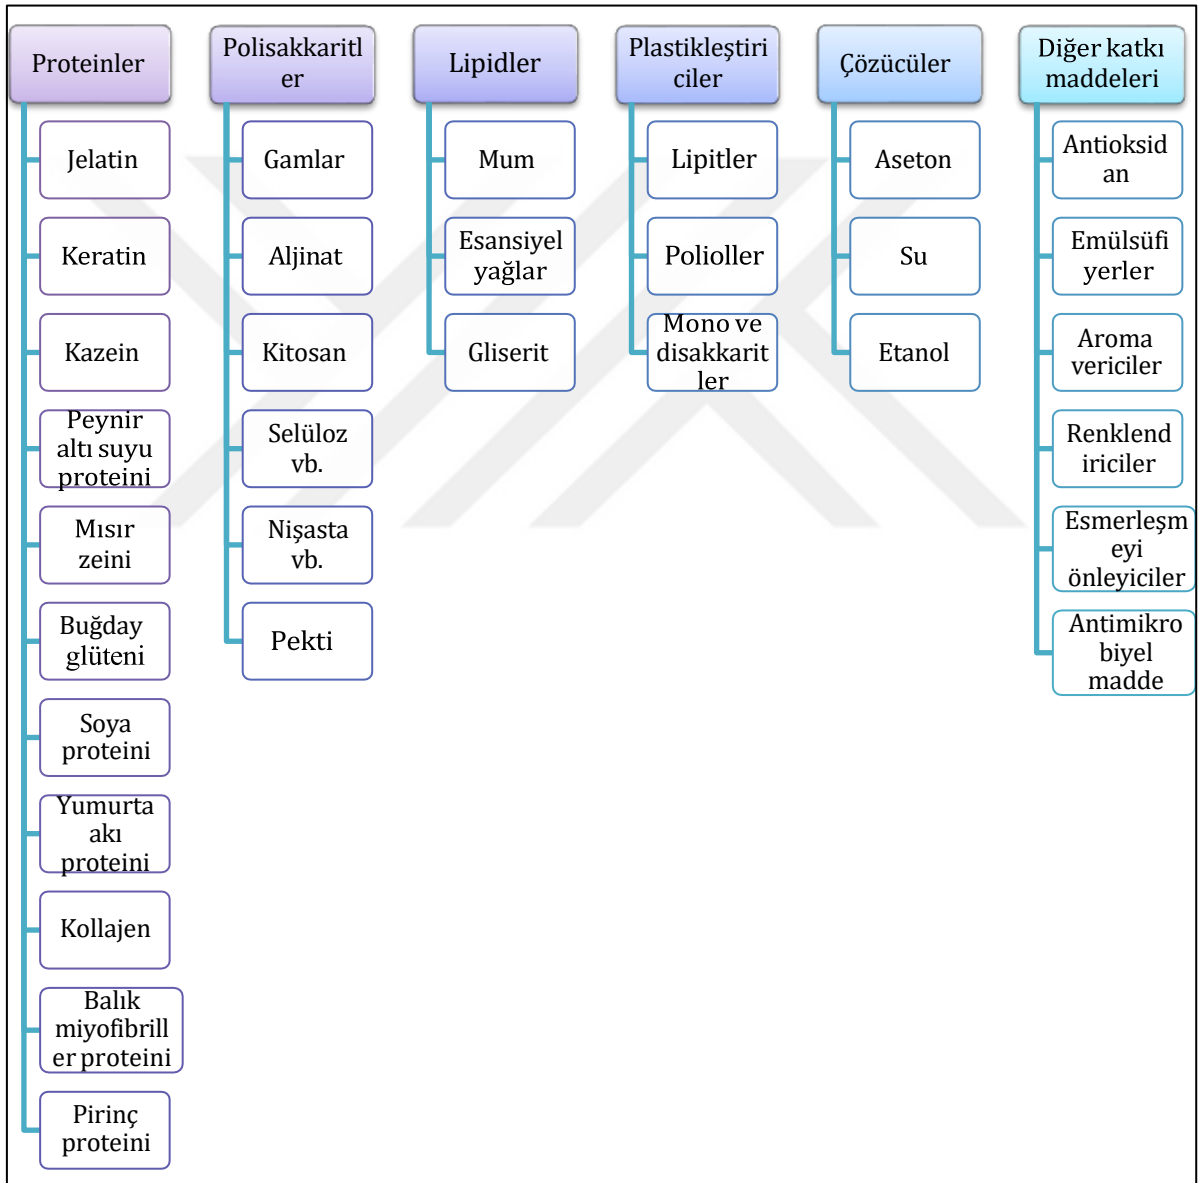 Proteinler
Jelatin
Keratin
Kazein
Peynir
altı suyu
proteini
Mısır
zeini
Buğday
glüteni
Soya
proteini
Yumurta
akı
proteini
Kollajen
Balık
miyofibrill
er proteini
Pirinç
proteini
Polisakkaritl
er
Gamlar
Aljinat
Kitosan
Selüloz
vb.
Nişasta
vb.
Pekti
Lipidler
Mum
Esansiyel
yağlar
Gliserit
Plastikleştiri
ciler
Lipitler
Polioller
Mono ve
disakkarit
ler
Çözücüler
Aseton
Su
Etanol
Diğer katkı
maddeleri
Antioksid
an
Emülsüfi
yerler
Aroma
vericiler
Renklend
iriciler
Esmerleşm
eyi
önleyiciler
Antimikro
biyel
madde